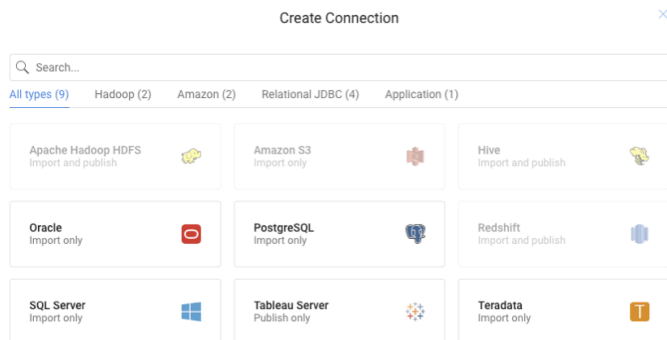 Create Connection
Search...
All types (9) Hadoop (2) Amazon (2) Relational JDBC (4) Application (1)
Apache Hadoop HDFS
Import and publish
Amazon S3
Import only
Hive
Import and publish
Oracle
Import only
PostgreSQL
Import only
Redshift
Import and publish
SQL Server
Import only
Tableau Server
Publish only
Teradata
Import only
T